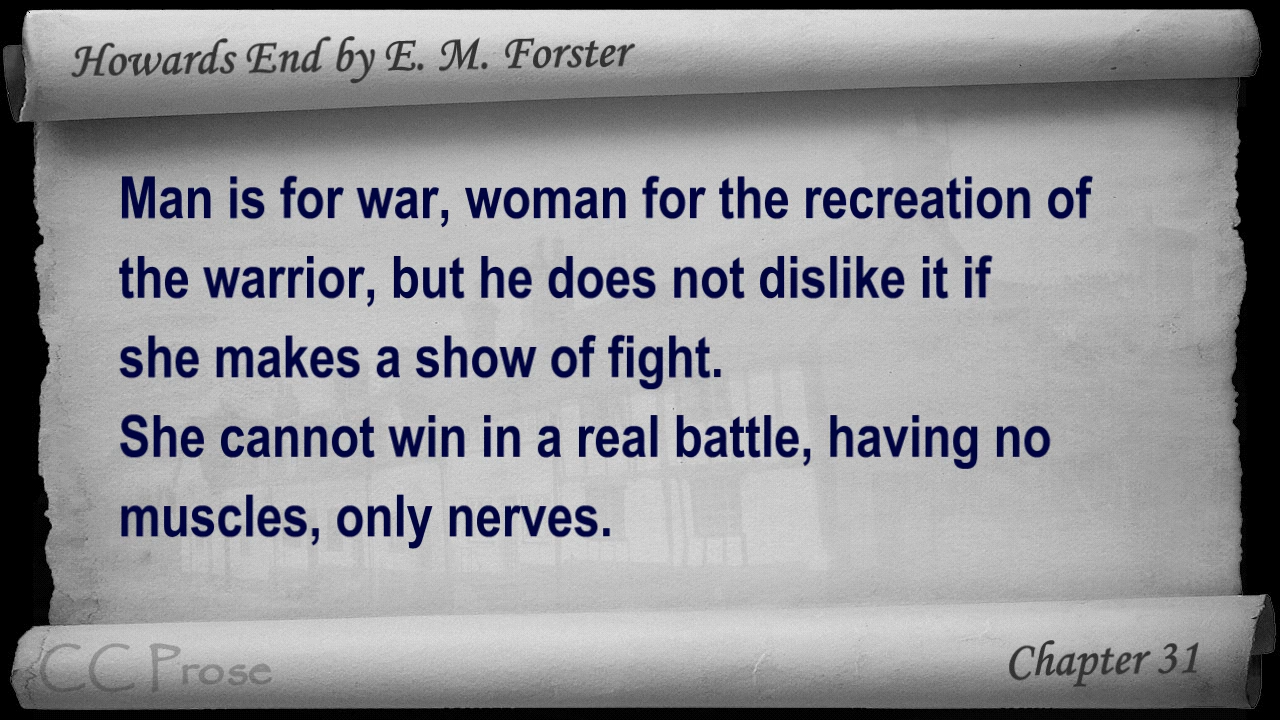 Howards End by E. M. Forster
Man is for war, woman for the recreation of
the warrior, but he does not dislike it if
she makes a show of fight.
She cannot win in a real battle, having no
muscles, only nerves.
CC Prose
Chapter 31